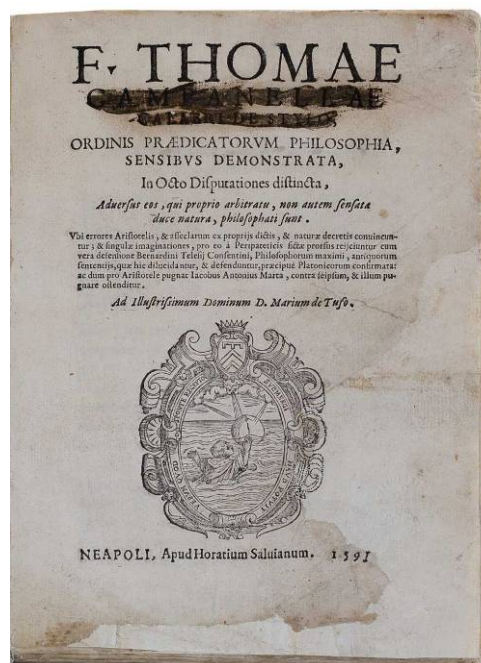 F. THOMAE
CAMPANELLAE
CALABRI DE STYLO,
ORDINIS PRÆDICATORVM PHILOSOPHIA,
SENSIBVS DEMONSTRATA,
In Octo Disputationes distincta,
Aduersus eos, qui proprio arbitratu, non autem sensata
duce natura, philosophati sunt.
Vbi errores Aristotelis, & asseclarum ex proprijs dictis, & naturæ decretis conuincun-
tur; & singulæ imaginationes, pro eo à Peripateticis fictæ prorsus reijciuntur cum
vera defensione Bernardini Telesij Consentini, Philosophorum maximi, antiquorum
sententijs, quæ hic dilucidantur, & defenduntur, præcipuè Platonicorum confirmata:
ac dum pro Aristotele pugnat Iacobus Antonius Marta, contra seipsum, & illum pu-
gnare ostenditur.
Ad Illustrissimum Dominum D. Marium de Tufo.
NEAPOLI, Apud Horatium Saluianum. 1591